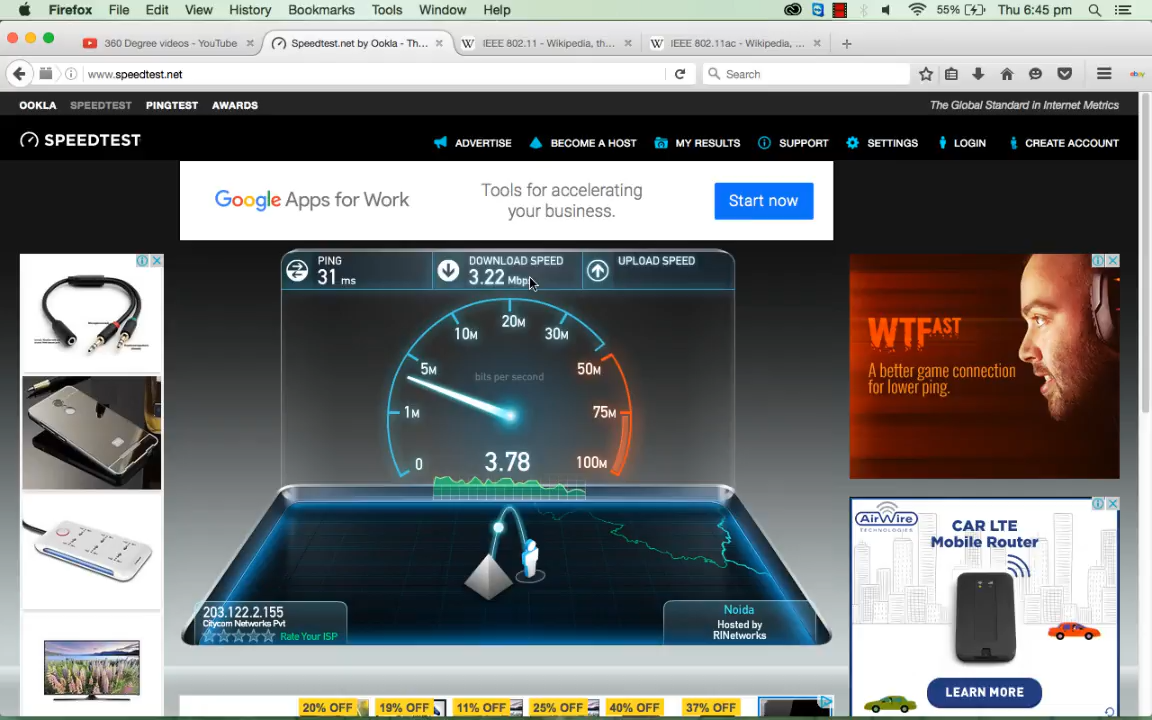 Firefox File Edit View History Bookmarks Tools Window Help 55% Thu 6:45 pm
360 Degree videos - YouTube
Speedtest.net by Ookla - Th...
IEEE 802.11 - Wikipedia, th...
IEEE 802.11ac - Wikipedia, ...
www.speedtest.net
Search
ebay
OOKLA SPEEDTEST PINGTEST AWARDS
The Global Standard in Internet Metrics
SPEEDTEST
ADVERTISE BECOME A HOST MY RESULTS SUPPORT SETTINGS LOGIN CREATE ACCOUNT
Google Apps for Work
Tools for accelerating
your business.
Start now
PING
31 ms
DOWNLOAD SPEED
3.22 Mbps
UPLOAD SPEED
0
1M
5M
10M
20M
30M
50M
75M
100M
bits per second
3.78
203.122.2.155
Citycom Networks Pvt
Rate Your ISP
Noida
Hosted by
RINetworks
WTFAST
A better game connection
for lower ping.
AIRWIRE
TECHNOLOGIES
CAR LTE
Mobile Router
LEARN MORE
20% OFF 19% OFF 11% OFF 25% OFF 40% OFF 37% OFF